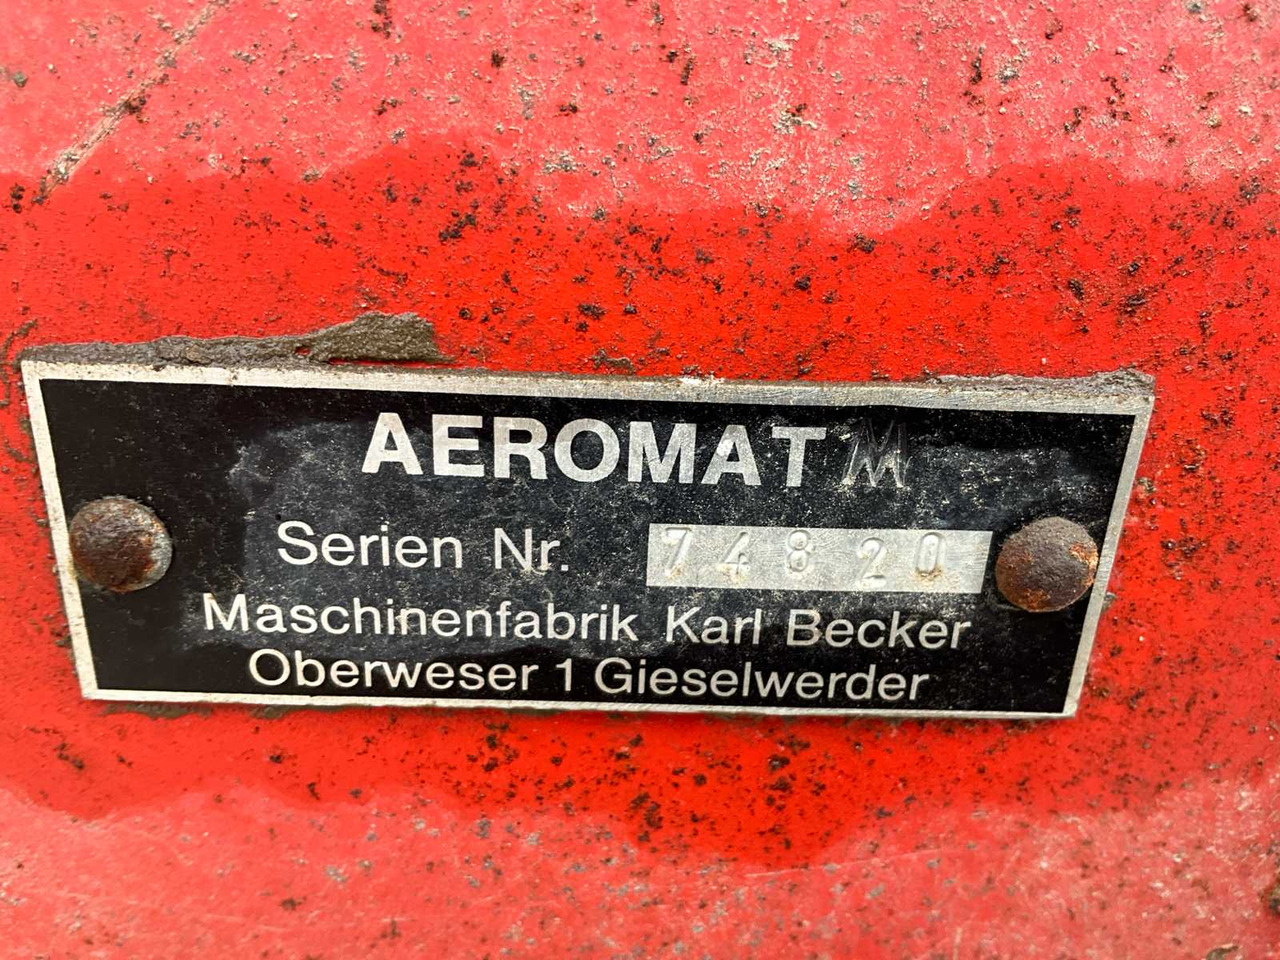 AEROMAT M
Serien Nr. 74820
Maschinenfabrik Karl Becker
Oberweser 1 Gieselwerder